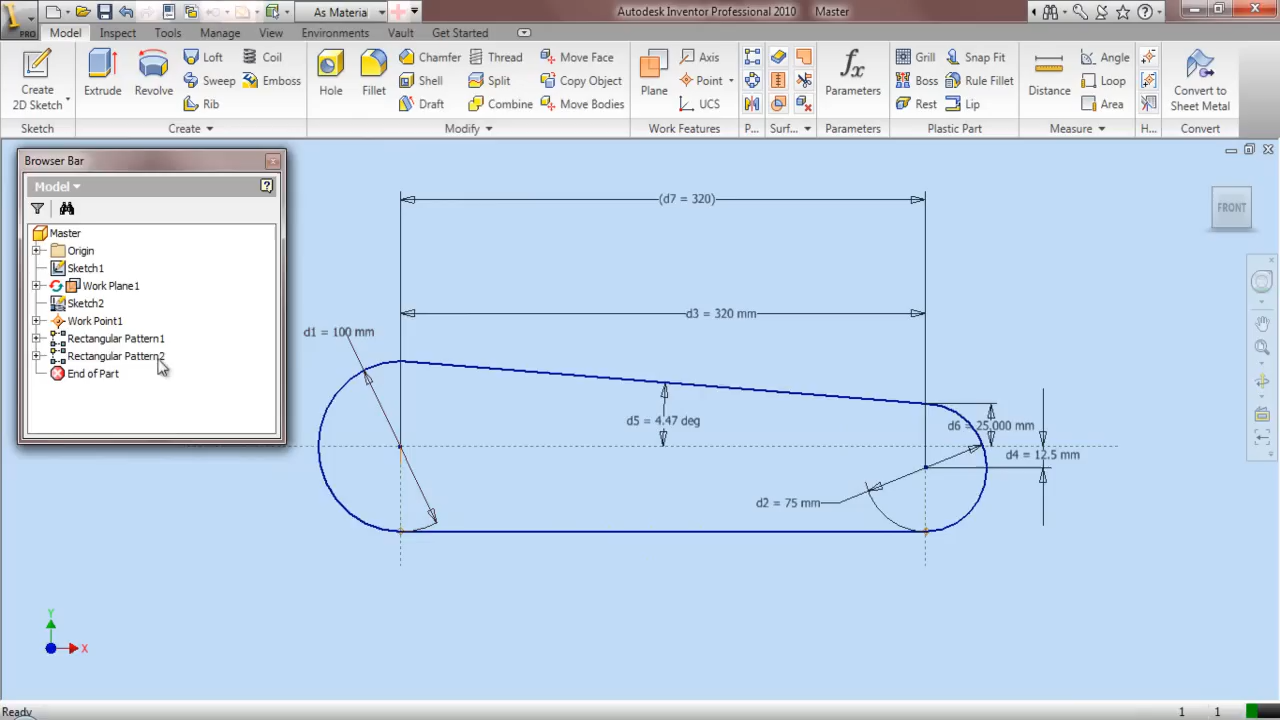 PRO
As Material
Autodesk Inventor Professional 2010 Master
Model Inspect Tools Manage View Environments Vault Get Started
Create
2D Sketch
Sketch
Extrude
Revolve
Loft
Sweep
Rib
Coil
Emboss
Create
Hole
Fillet
Chamfer
Shell
Draft
Thread
Split
Combine
Move Face
Copy Object
Move Bodies
Modify
Plane
Axis
Point
UCS
Work Features
P...
Surf...
fx
Parameters
Parameters
Grill
Boss
Rest
Snap Fit
Rule Fillet
Lip
Plastic Part
Distance
Angle
Loop
Area
Measure
H...
Convert to
Sheet Metal
Convert
Browser Bar
Model
Master
Origin
Sketch1
Work Plane1
Sketch2
Work Point1
Rectangular Pattern1
Rectangular Pattern2
End of Part
(d7 = 320)
d3 = 320 mm
d1 = 100 mm
d5 = 4.47 deg
d6 = 25,000 mm
d4 = 12.5 mm
d2 = 75 mm
FRONT
Y
X
Ready
1 1